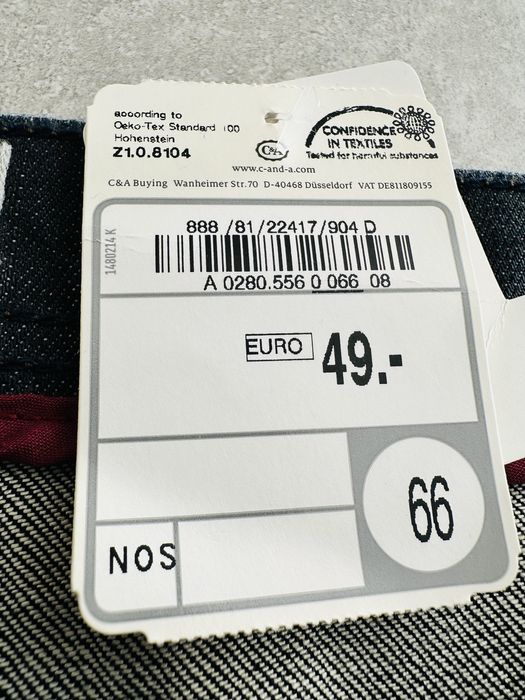 according to
Oeko-Tex Standard 100
Hohenstein
Z1.0.8104
CONFIDENCE
IN TEXTILES
Tested for harmful substances
C&A
www.c-and-a.com
C&A Buying Wanheimer Str.70 D-40468 Düsseldorf VAT DE811809155
1480214 K
888 /81/22417/904 D
A 0280.556 0 066 08
EURO 49.-
66
NOS